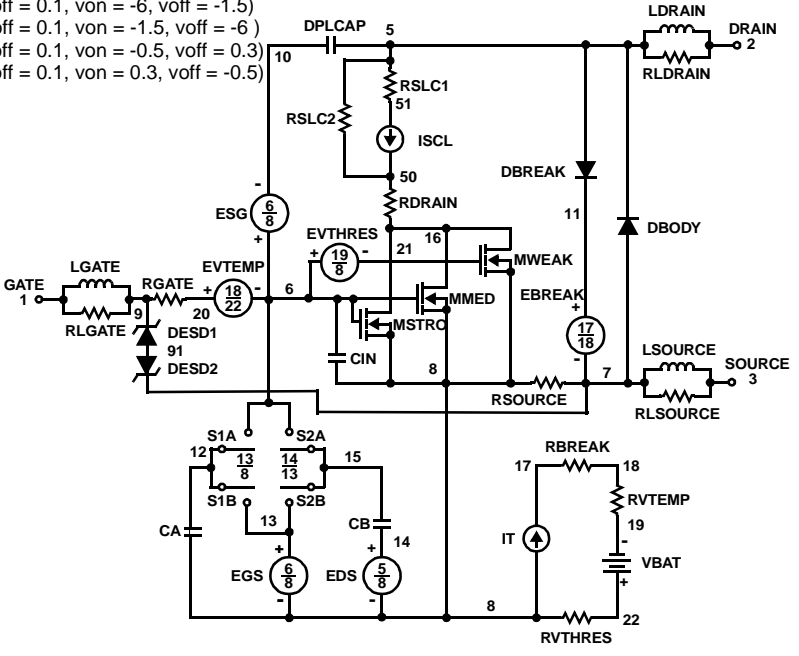 off = 0.1, von = -6, voff = -1.5)
off = 0.1, von = -1.5, voff = -6 )
off = 0.1, von = -0.5, voff = 0.3)
off = 0.1, von = 0.3, voff = -0.5)
LDRAIN
DPLCAP
5
DRAIN
2
10
RLDRAIN
RSLC1
51
RSLC2
ISCL
DBREAK
50
RDRAIN
ESG
6
8
-
+
11
DBODY
EVTHRES
+
19
8
-
21
16
MWEAK
LGATE
GATE
1
RLGATE
9
RGATE
20
EVTEMP
+
18
22
-
6
MMED
EBREAK
+
17
18
-
MSTRO
DESD1
91
DESD2
CIN
8
RSOURCE
7
LSOURCE
SOURCE
3
RLSOURCE
S1A
S2A
12
13
8
14
13
15
S1B
S2B
13
CA
CB
14
+
EGS
6
8
-
+
EDS
5
8
-
RBREAK
17
18
RVTEMP
19
IT
-
VBAT
+
8
22
RVTHRES